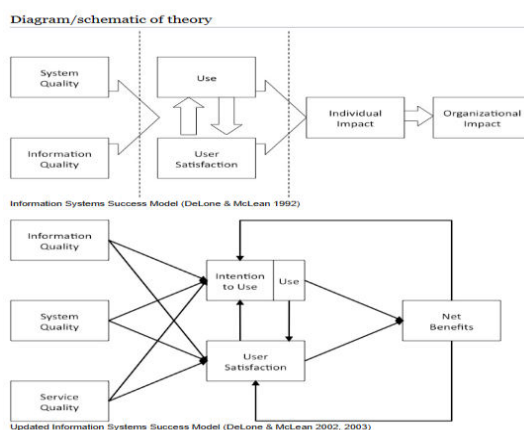 Diagram/schematic of theory
System
Quality
Use
Individual
Impact
Organizational
Impact
Information
Quality
User
Satisfaction
Information Systems Success Model (DeLone & McLean 1992)
Information
Quality
Intention
to Use
Use
System
Quality
Net
Benefits
User
Satisfaction
Service
Quality
Updated Information Systems Success Model (DeLone & McLean 2002, 2003)